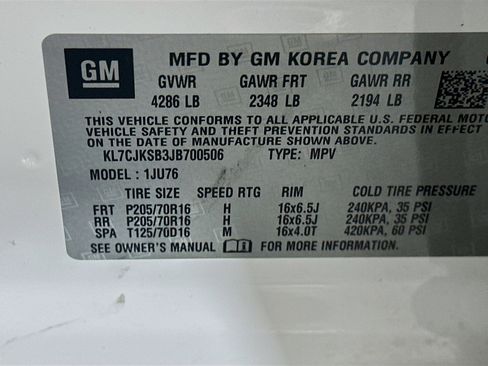 GM MFD BY GM KOREA COMPANY
GVWR GAWR FRT GAWR RR
4286 LB 2348 LB 2194 LB
THIS VEHICLE CONFORMS TO ALL APPLICABLE U.S. FEDERAL MOTOR
VEHICLE SAFETY AND THEFT PREVENTION STANDARDS IN EFFECT
ON THE DATE OF MANUFACTURE SHOWN ABOVE.
KL7CJKSB3JB700506 TYPE: MPV
MODEL : 1JU76
TIRE SIZE SPEED RTG RIM COLD TIRE PRESSURE
FRT P205/70R16 H 16x6.5J 240KPA, 35 PSI
RR P205/70R16 H 16x6.5J 240KPA, 35 PSI
SPA T125/70D16 M 16x4.0T 420KPA, 60 PSI
SEE OWNER'S MANUAL FOR MORE INFORMATION.